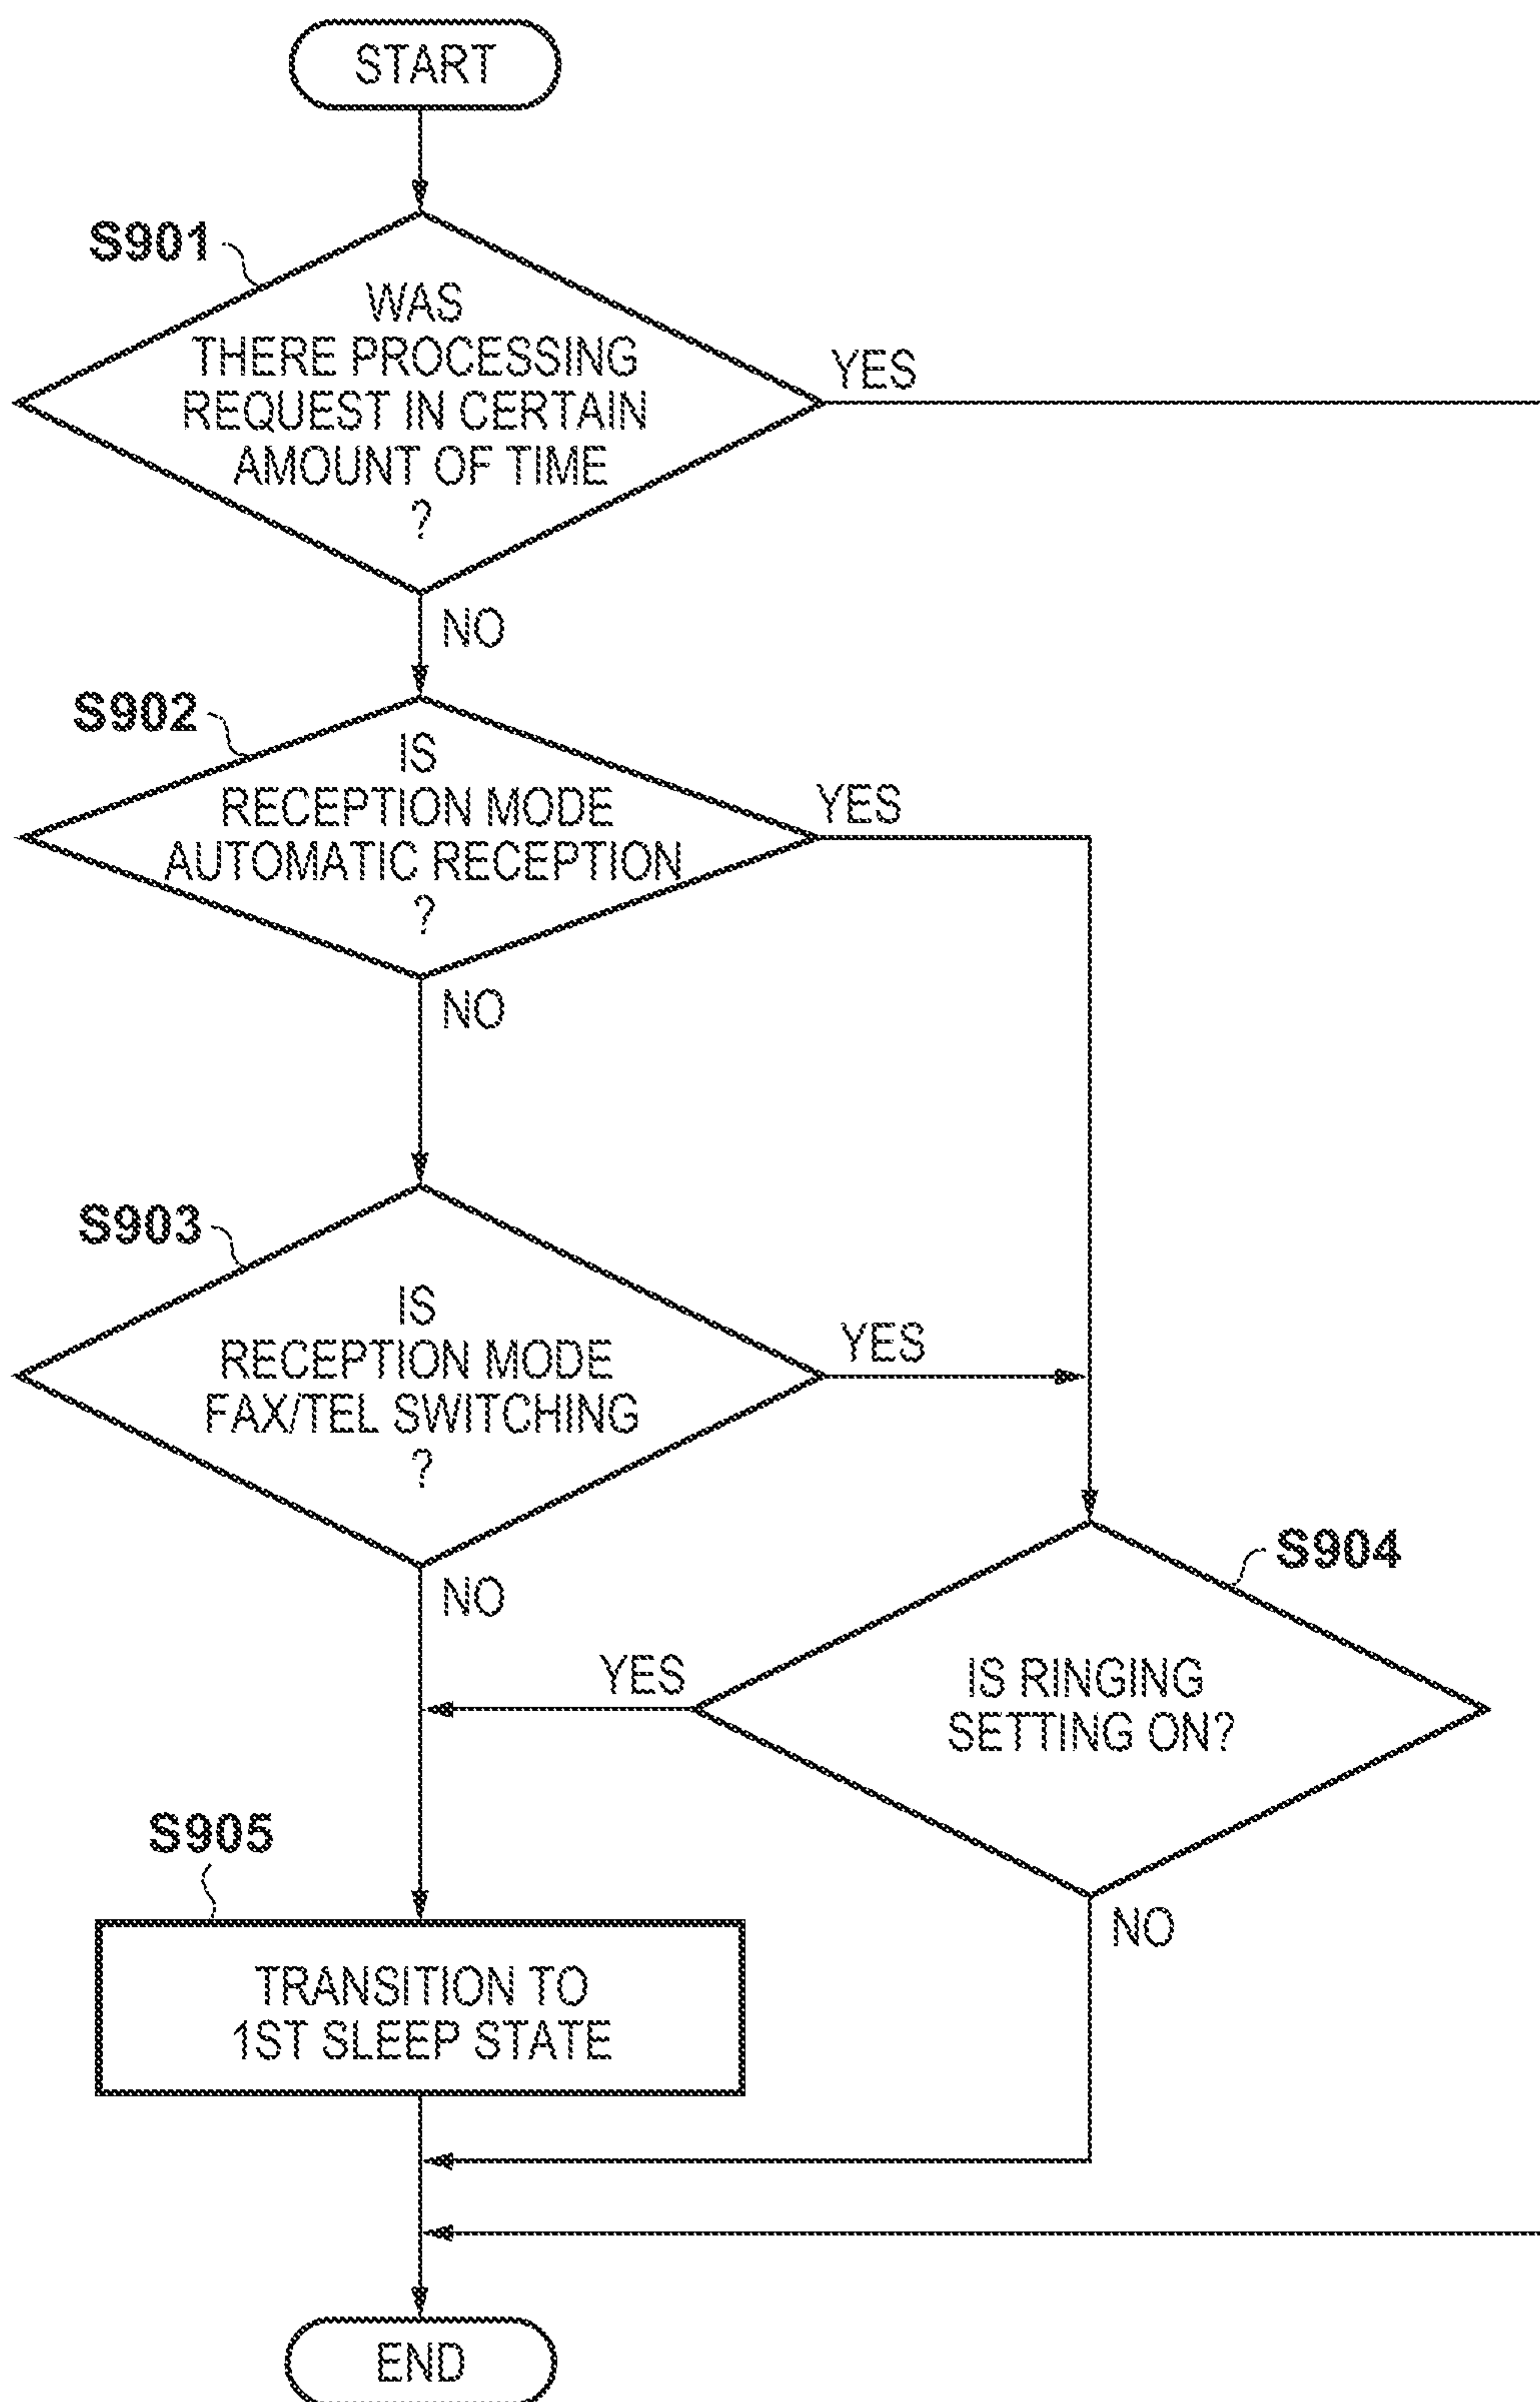 START
S901
WAS
THERE PROCESSING
REQUEST IN CERTAIN
AMOUNT OF TIME
?
YES
NO
S902
IS
RECEPTION MODE
AUTOMATIC RECEPTION
?
YES
NO
S903
IS
RECEPTION MODE
FAX/TEL SWITCHING
?
YES
NO
S904
IS RINGING
SETTING ON?
YES
NO
S905
TRANSITION TO
1ST SLEEP STATE
END